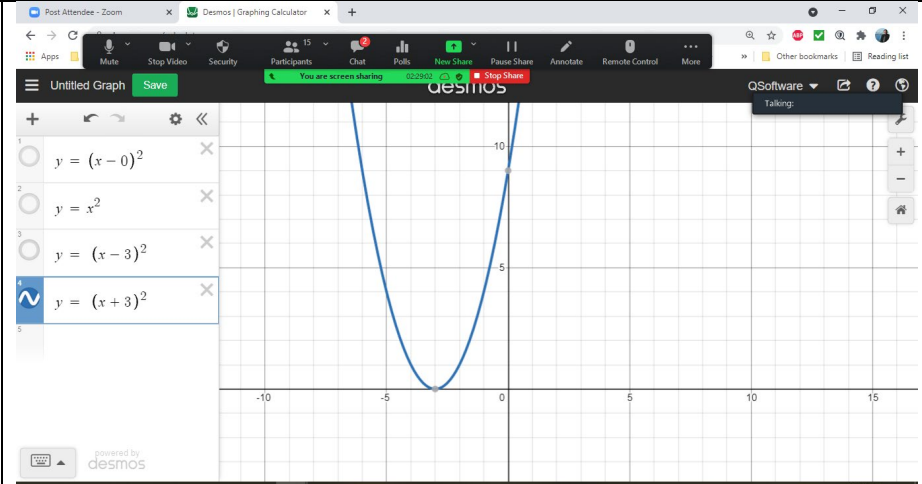 Post Attendee - Zoom
Desmos | Graphing Calculator
Apps
Mute
Stop Video
Security
15
Participants
2
Chat
Polls
New Share
Pause Share
Annotate
Remote Control
More
Other bookmarks
Reading list
You are screen sharing
02:29:02
Stop Share
Untitled Graph
Save
desmos
QSoftware
Talking:
1
y = (x − 0)²
2
y = x²
3
y = (x − 3)²
4
y = (x + 3)²
5
10
5
-10
-5
0
5
10
15
powered by
desmos